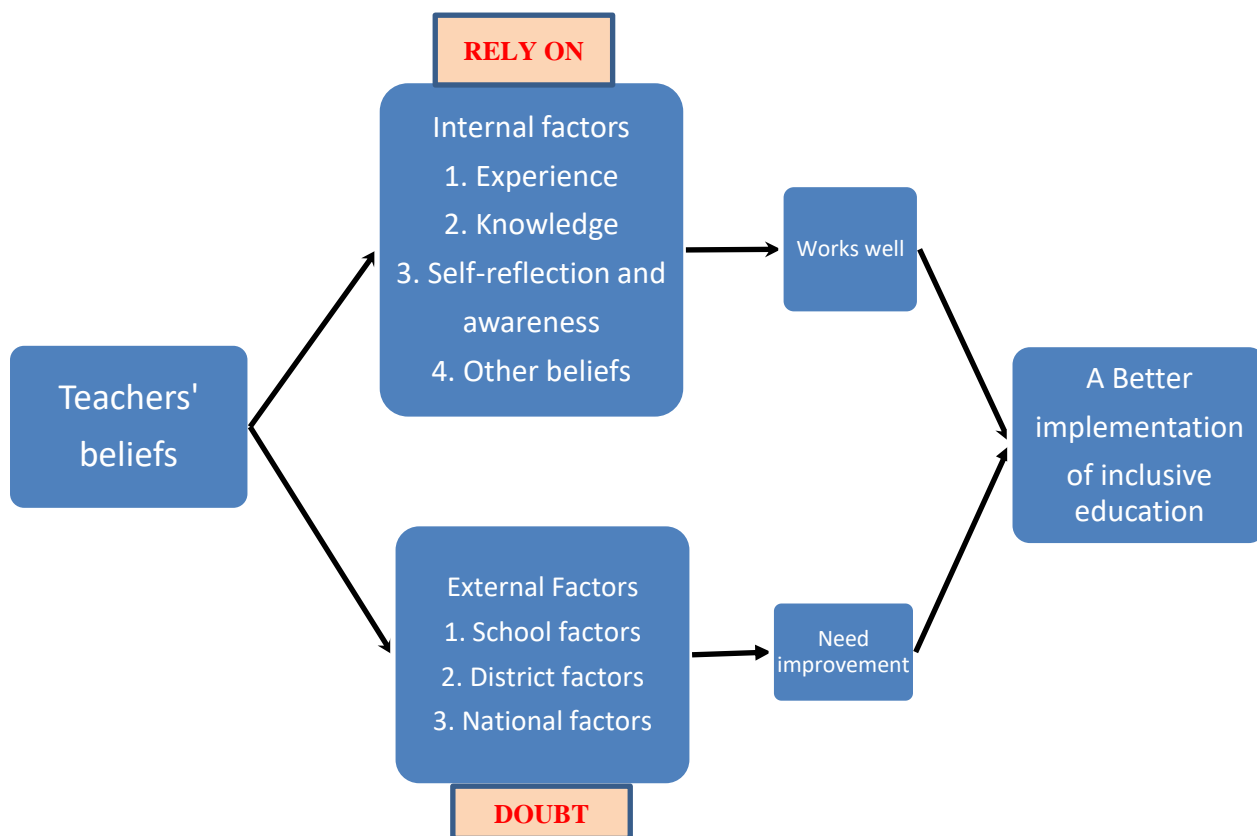 RELY ON
Internal factors
1. Experience
2. Knowledge
3. Self-reflection and
awareness
4. Other beliefs
Works well
Teachers'
beliefs
A Better
implementation
of inclusive
education
External Factors
1. School factors
2. District factors
3. National factors
Need
improvement
DOUBT